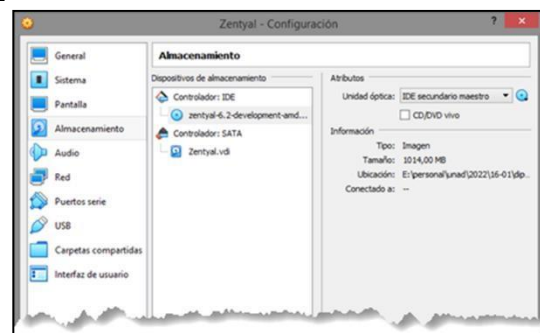 Zentyal - Configuración
General
Sistema
Pantalla
Almacenamiento
Audio
Red
Puertos serie
USB
Carpetas compartidas
Interfaz de usuario
Almacenamiento
Dispositivos de almacenamiento
Controlador: IDE
zentyal-6.2-development-amd...
Controlador: SATA
Zentyal.vdi
Atributos
Unidad óptica: IDE secundario maestro
CD/DVD vivo
Información
Tipo: Imagen
Tamaño: 1014,00 MB
Ubicación: E:\personal\unad\2022\16-01\dip...
Conectado a: --